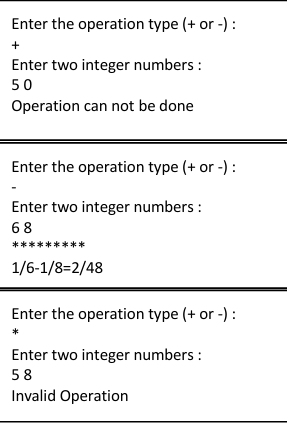 Enter the operation type (+ or -) :
+
Enter two integer numbers :
5 0
Operation can not be done
Enter the operation type (+ or -) :
-
Enter two integer numbers :
6 8
*********
1/6-1/8=2/48
Enter the operation type (+ or -) :
*
Enter two integer numbers :
5 8
Invalid Operation